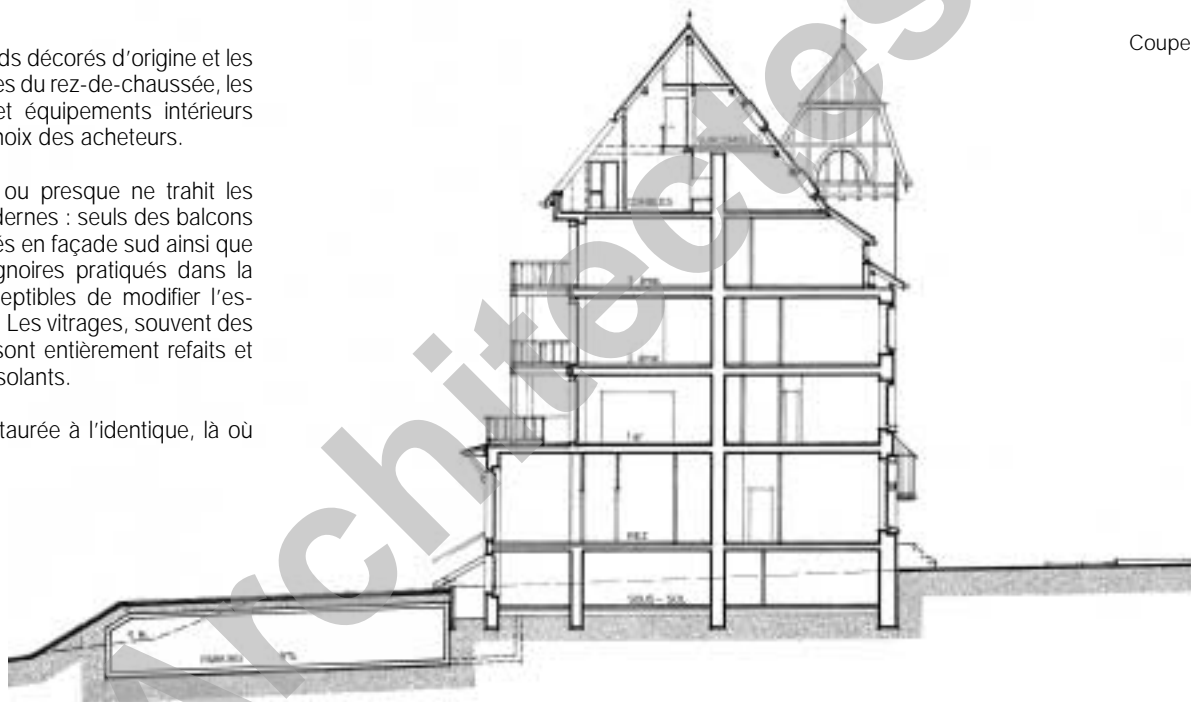 ds décorés d'origine et les
es du rez-de-chaussée, les
et équipements intérieurs
hoix des acheteurs.
ou presque ne trahit les
dernes : seuls des balcons
és en façade sud ainsi que
gnoires pratiqués dans la
eptibles de modifier l'es-
Les vitrages, souvent des
sont entièrement refaits et
solants.
taurée à l'identique, là où
Coupe
COMBLES
1er
REZ
SOUS-SOL
T.N.
PARKING
Architectes